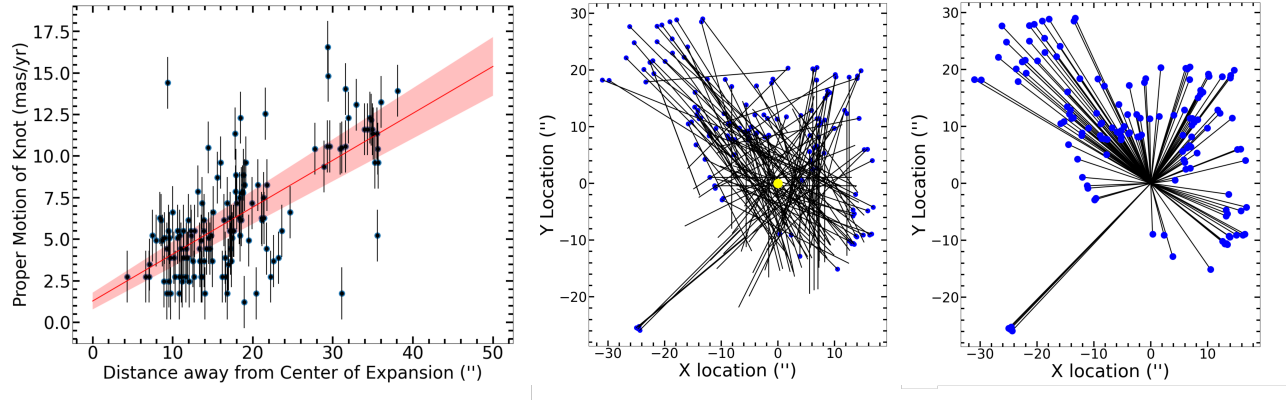 17.5
15.0
12.5
10.0
7.5
5.0
2.5
0.0
Proper Motion of Knot (mas/yr)
0 10 20 30 40 50
Distance away from Center of Expansion ('')
30
20
10
0
−10
−20
Y Location ('')
−30 −20 −10 0 10
X location ('')
30
20
10
0
−10
−20
Y Location ('')
−30 −20 −10 0 10
X location ('')